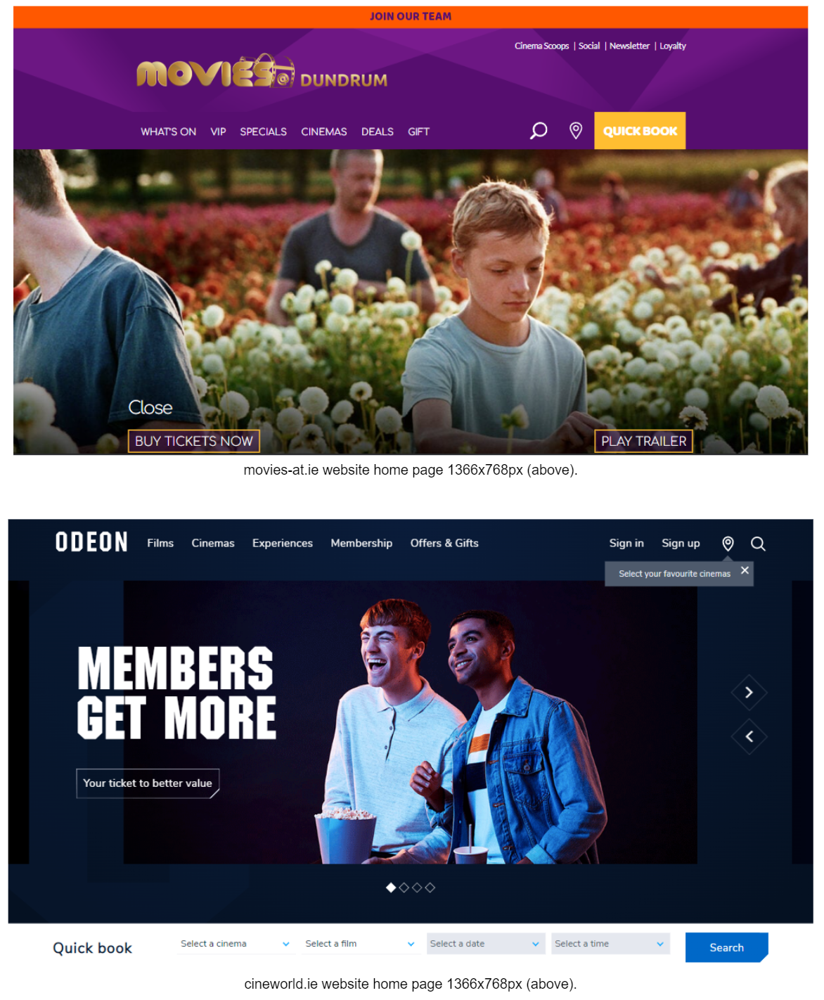 JOIN OUR TEAM
Cinema Scoops | Social | Newsletter | Loyalty
MOVIES @ DUNDRUM
WHAT'S ON VIP SPECIALS CINEMAS DEALS GIFT QUICK BOOK
Close
BUY TICKETS NOW PLAY TRAILER
movies-at.ie website home page 1366x768px (above).
ODEON Films Cinemas Experiences Membership Offers & Gifts Sign in Sign up
Select your favourite cinemas
MEMBERS
GET MORE
Your ticket to better value
Quick book Select a cinema Select a film Select a date Select a time Search
cineworld.ie website home page 1366x768px (above).